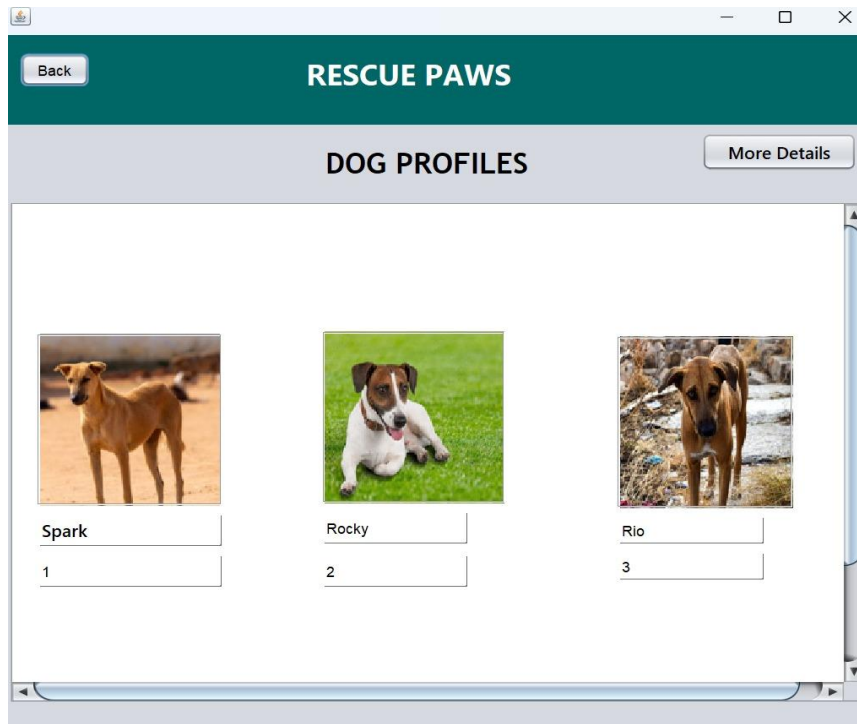 Back
RESCUE PAWS
DOG PROFILES
More Details
Spark
Rocky
Rio
1
2
3